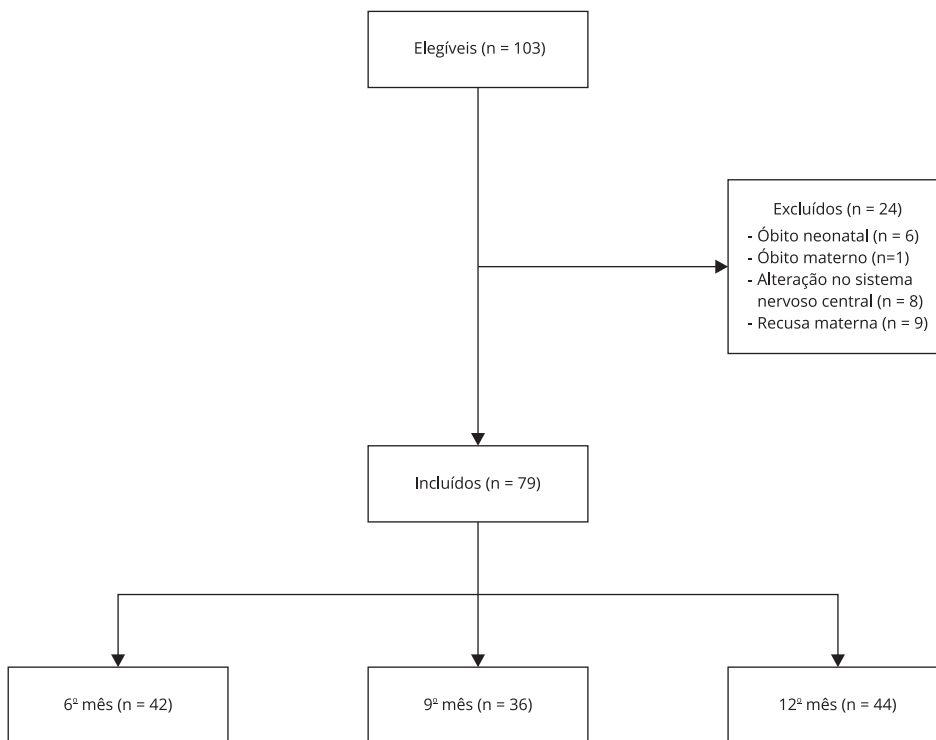 Elegíveis (n = 103)
Excluídos (n = 24)
- Óbito neonatal (n = 6)
- Óbito materno (n=1)
- Alteração no sistema
nervoso central (n = 8)
- Recusa materna (n = 9)
Incluídos (n = 79)
6º mês (n = 42)
9º mês (n = 36)
12º mês (n = 44)